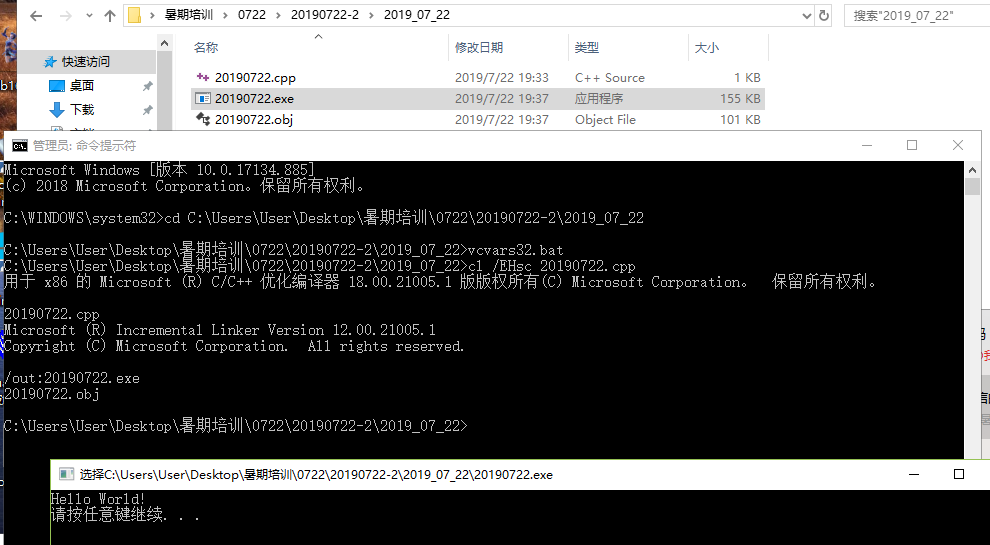 暑期培训 › 0722 › 20190722-2 › 2019_07_22
搜索"2019_07_22"
名称 修改日期 类型 大小
快速访问
桌面
下载
20190722.cpp 2019/7/22 19:33 C++ Source 1 KB
20190722.exe 2019/7/22 19:37 应用程序 155 KB
20190722.obj 2019/7/22 19:37 Object File 101 KB
管理员: 命令提示符
Microsoft Windows [版本 10.0.17134.885]
(c) 2018 Microsoft Corporation。保留所有权利。
C:\WINDOWS\system32>cd C:\Users\User\Desktop\暑期培训\0722\20190722-2\2019_07_22
C:\Users\User\Desktop\暑期培训\0722\20190722-2\2019_07_22>vcvars32.bat
C:\Users\User\Desktop\暑期培训\0722\20190722-2\2019_07_22>cl /EHsc 20190722.cpp
用于 x86 的 Microsoft (R) C/C++ 优化编译器 18.00.21005.1 版版权所有(C) Microsoft Corporation。 保留所有权利。
20190722.cpp
Microsoft (R) Incremental Linker Version 12.00.21005.1
Copyright (C) Microsoft Corporation.  All rights reserved.
/out:20190722.exe
20190722.obj
C:\Users\User\Desktop\暑期培训\0722\20190722-2\2019_07_22>
选择C:\Users\User\Desktop\暑期培训\0722\20190722-2\2019_07_22\20190722.exe
Hello World!
请按任意键继续. . .